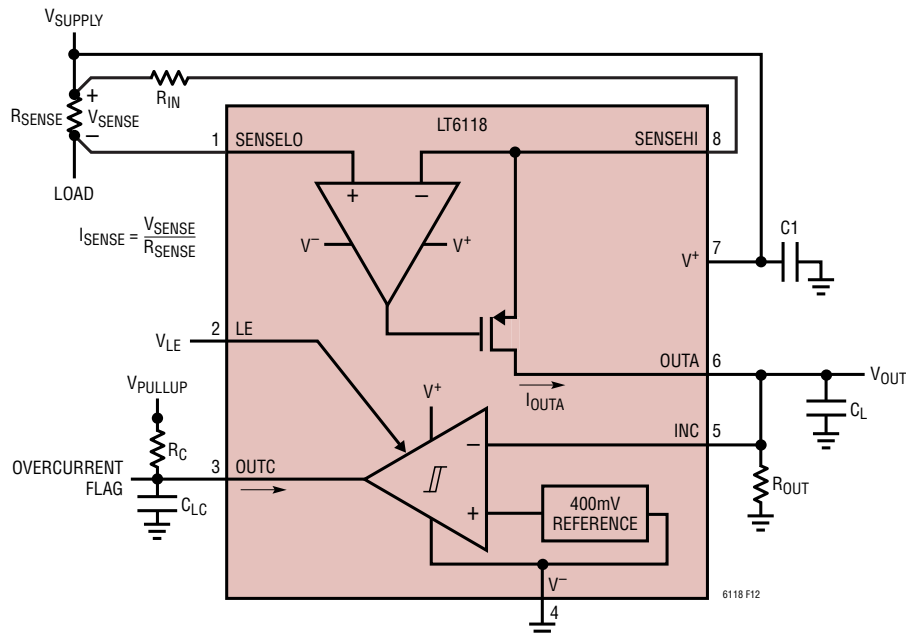 VSUPPLY
RIN
RSENSE
+
VSENSE
–
LT6118
1
SENSELO
SENSEHI
8
LOAD
+
–
ISENSE = VSENSE
RSENSE
V–
V+
C1
7
V+
2
LE
VLE
OUTA
6
VOUT
VPULLUP
V+
IOUTA
CL
INC
5
–
RC
OVERCURRENT
FLAG
3
OUTC
ROUT
CLC
+
400mV
REFERENCE
V–
4
6118 F12